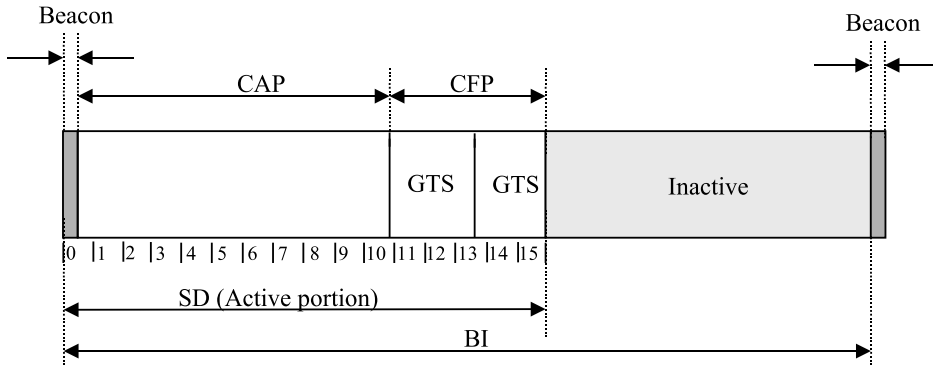 Beacon
Beacon
CAP
CFP
GTS
GTS
Inactive
0 1 2 3 4 5 6 7 8 9 10 11 12 13 14 15
SD (Active portion)
BI